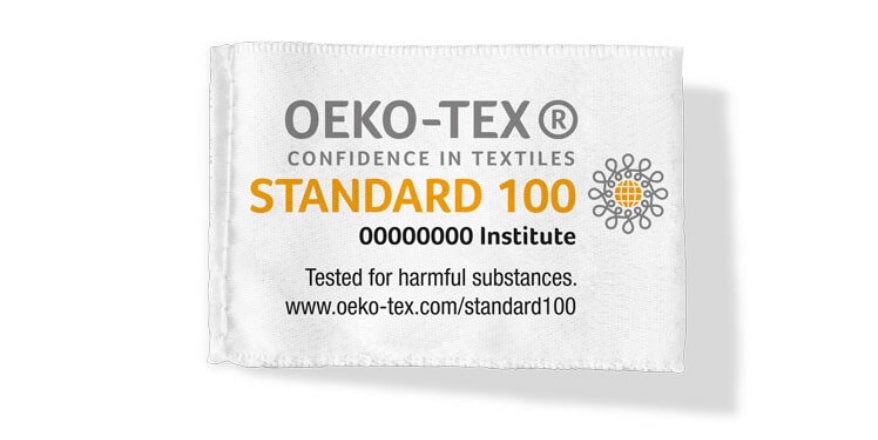 OEKO-TEX®
CONFIDENCE IN TEXTILES
STANDARD 100
00000000 Institute
Tested for harmful substances.
www.oeko-tex.com/standard100